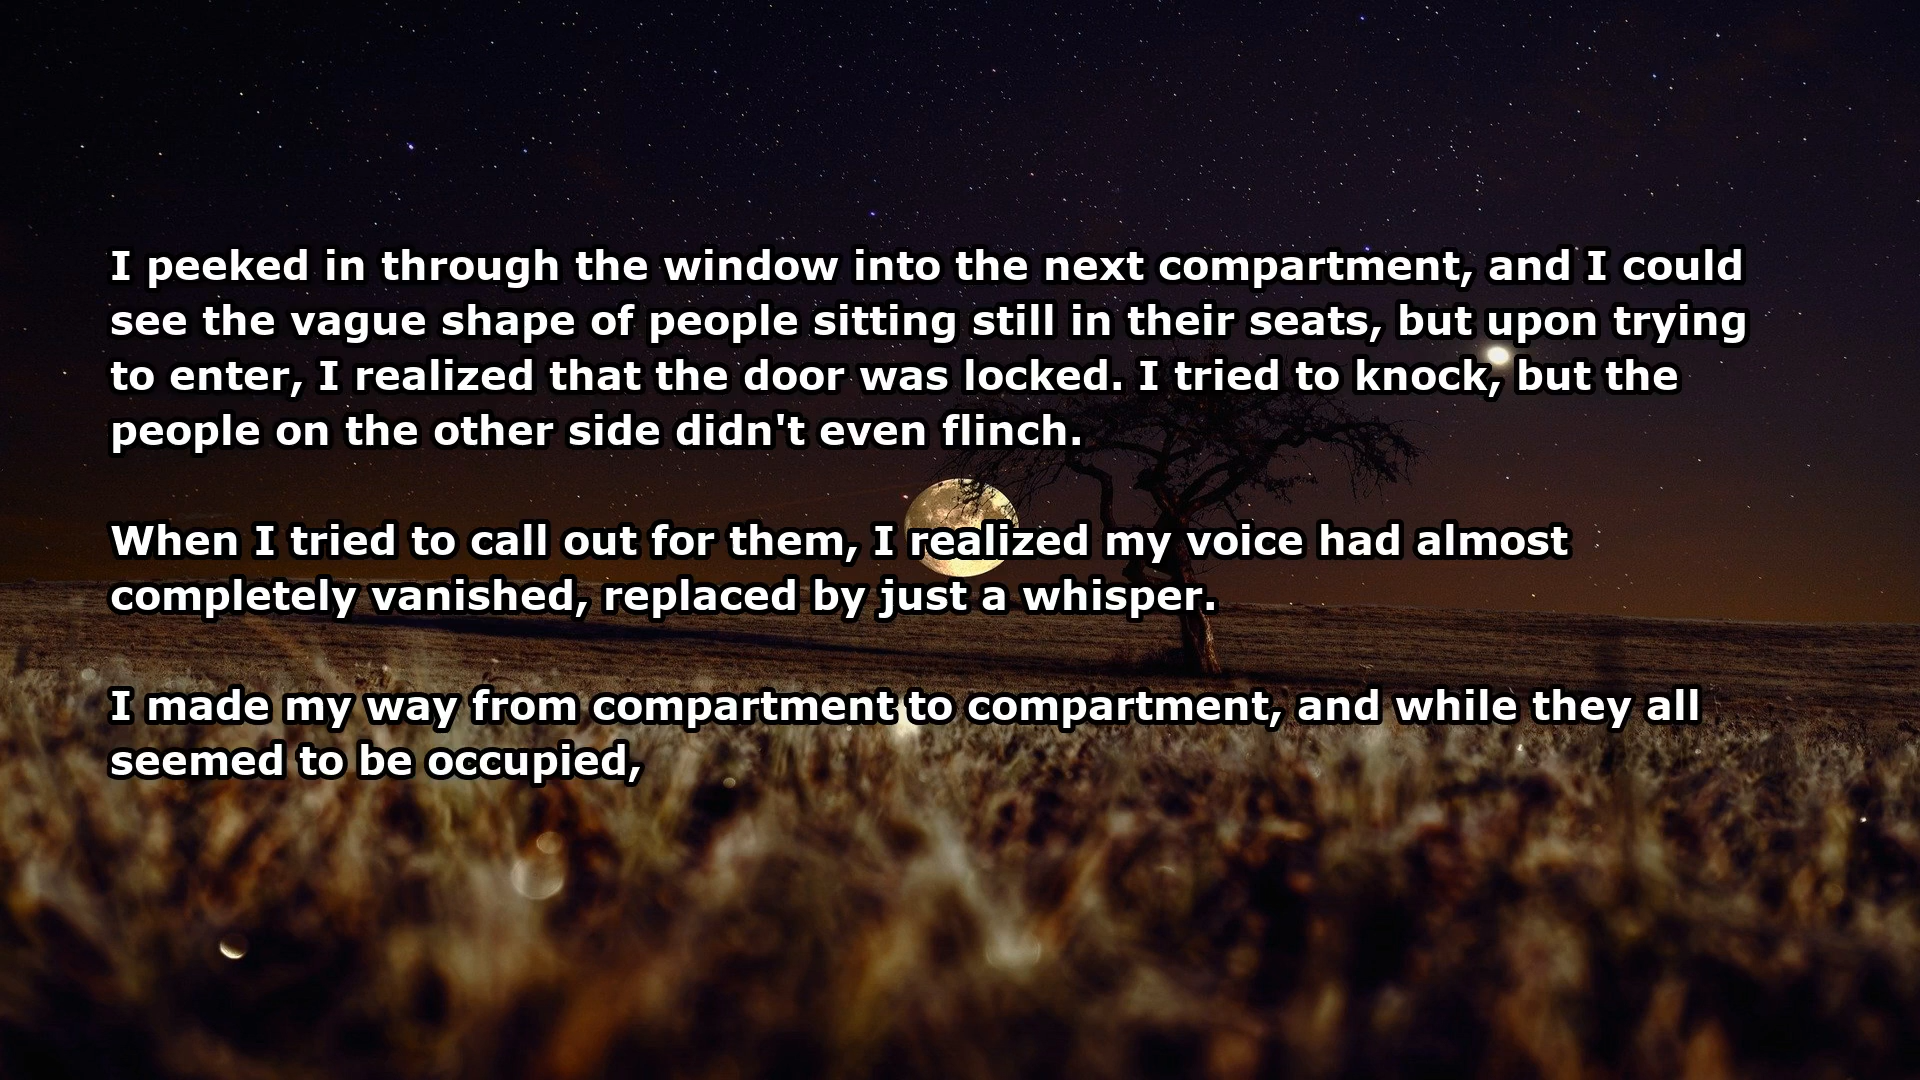 I peeked in through the window into the next compartment, and I could
see the vague shape of people sitting still in their seats, but upon trying
to enter, I realized that the door was locked. I tried to knock, but the
people on the other side didn't even flinch.
When I tried to call out for them, I realized my voice had almost
completely vanished, replaced by just a whisper.
I made my way from compartment to compartment, and while they all
seemed to be occupied,